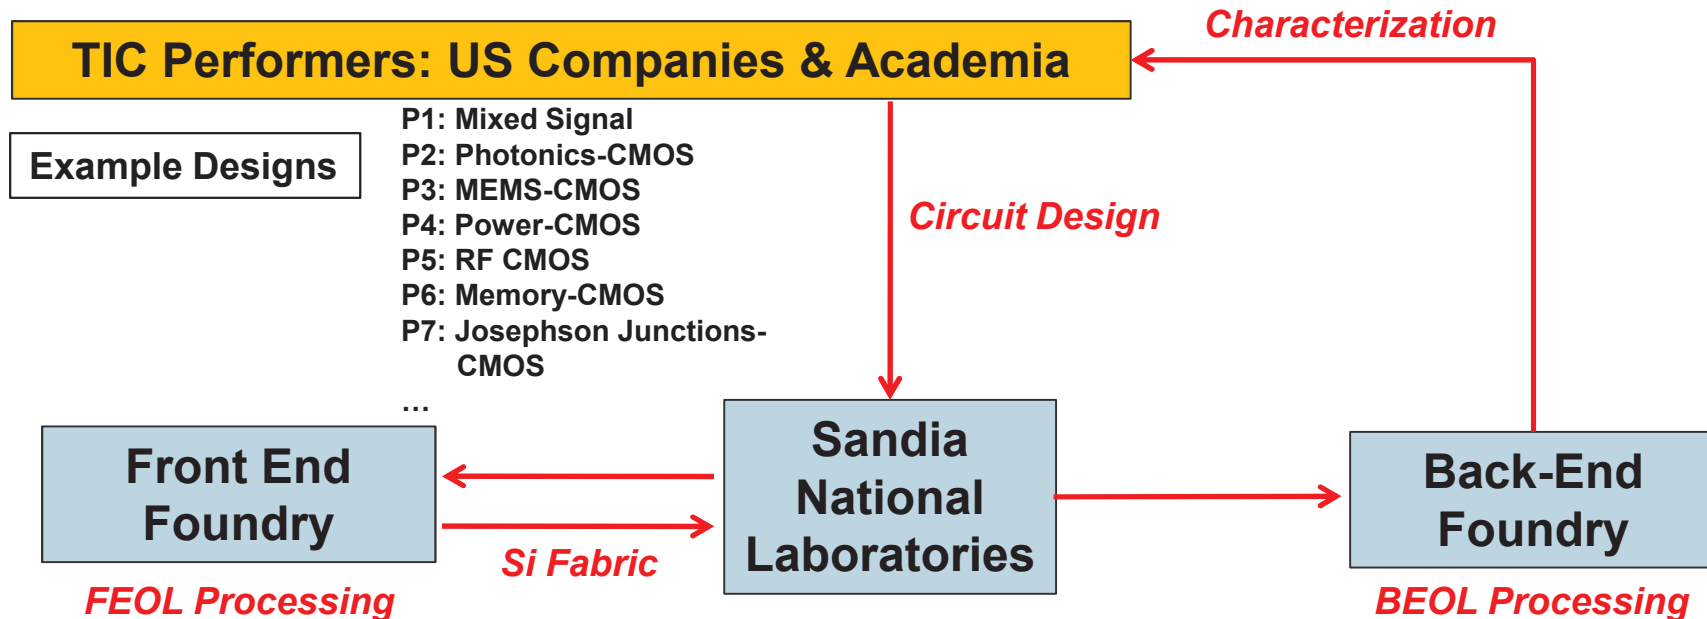 Characterization
TIC Performers: US Companies & Academia
Example Designs
P1: Mixed Signal
P2: Photonics-CMOS
P3: MEMS-CMOS
P4: Power-CMOS
P5: RF CMOS
P6: Memory-CMOS
P7: Josephson Junctions-
CMOS
...
Circuit Design
Front End
Foundry
FEOL Processing
Si Fabric
Sandia
National
Laboratories
Back-End
Foundry
BEOL Processing